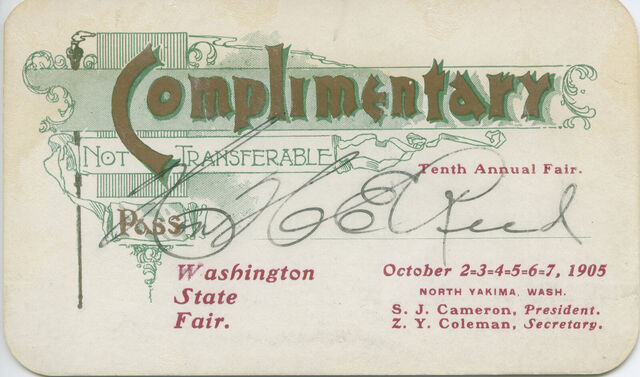 Complimentary
Not Transferable
Tenth Annual Fair.
Pass H E Reed
Washington
State
Fair.
October 2=3=4=5=6=7, 1905
NORTH YAKIMA, WASH.
S. J. Cameron, President.
Z. Y. Coleman, Secretary.